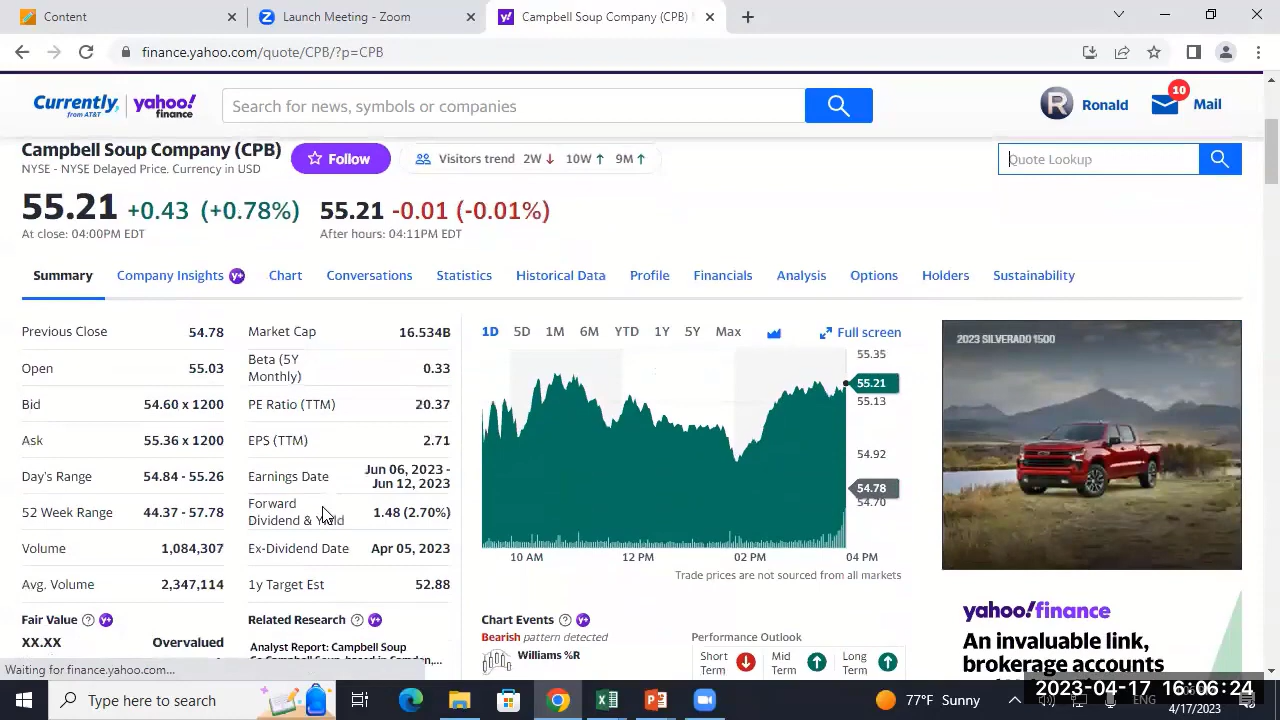 Content
Launch Meeting - Zoom
Campbell Soup Company (CPB)
finance.yahoo.com/quote/CPB/?p=CPB
Currently,
from AT&T
yahoo!
finance
Search for news, symbols or companies
R
Ronald
10
Mail
Campbell Soup Company (CPB)
Follow
Visitors trend 2W 10W 9M
Quote Lookup
NYSE - NYSE Delayed Price. Currency in USD
55.21 +0.43 (+0.78%) 55.21 -0.01 (-0.01%)
At close: 04:00PM EDT After hours: 04:11PM EDT
Summary Company Insights y+ Chart Conversations Statistics Historical Data Profile Financials Analysis Options Holders Sustainability
Previous Close 54.78
Open 55.03
Bid 54.60 x 1200
Ask 55.36 x 1200
Day's Range 54.84 - 55.26
52 Week Range 44.37 - 57.78
Volume 1,084,307
Avg. Volume 2,347,114
Fair Value ? y+
XX.XX Overvalued
Market Cap 16.534B
Beta (5Y
Monthly) 0.33
PE Ratio (TTM) 20.37
EPS (TTM) 2.71
Earnings Date Jun 06, 2023 -
Jun 12, 2023
Forward
Dividend & Yield 1.48 (2.70%)
Ex-Dividend Date Apr 05, 2023
1y Target Est 52.88
Related Research ? y+
Analyst Report: Campbell Soup
1D 5D 1M 6M YTD 1Y 5Y Max
Full screen
55.35
55.21
55.13
54.92
54.78
54.70
10 AM 12 PM 02 PM 04 PM
Trade prices are not sourced from all markets
Chart Events ? y+
Bearish pattern detected
Williams %R
Performance Outlook
Short
Term
Mid
Term
Long
Term
2023 SILVERADO 1500
yahoo!finance
An invaluable link,
brokerage accounts
Waiting for finance.yahoo.com...
Type here to search
77°F Sunny
ENG
2023-04-17 16:06:24
4/17/2023